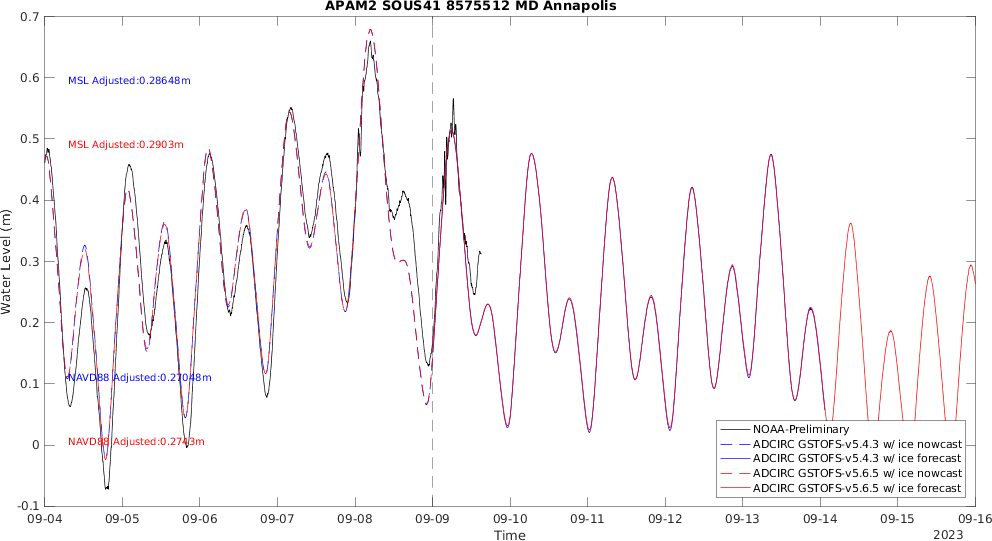 APAM2 SOUS41 8575512 MD Annapolis
0.7
0.6
0.5
0.4
0.3
0.2
0.1
0
-0.1
Water Level (m)
MSL Adjusted:0.28648m
MSL Adjusted:0.2903m
NAVD88 Adjusted:0.27048m
NAVD88 Adjusted:0.2743m
NOAA-Preliminary
ADCIRC GSTOFS-v5.4.3 w/ ice nowcast
ADCIRC GSTOFS-v5.4.3 w/ ice forecast
ADCIRC GSTOFS-v5.6.5 w/ ice nowcast
ADCIRC GSTOFS-v5.6.5 w/ ice forecast
09-04 09-05 09-06 09-07 09-08 09-09 09-10 09-11 09-12 09-13 09-14 09-15 09-16
Time
2023